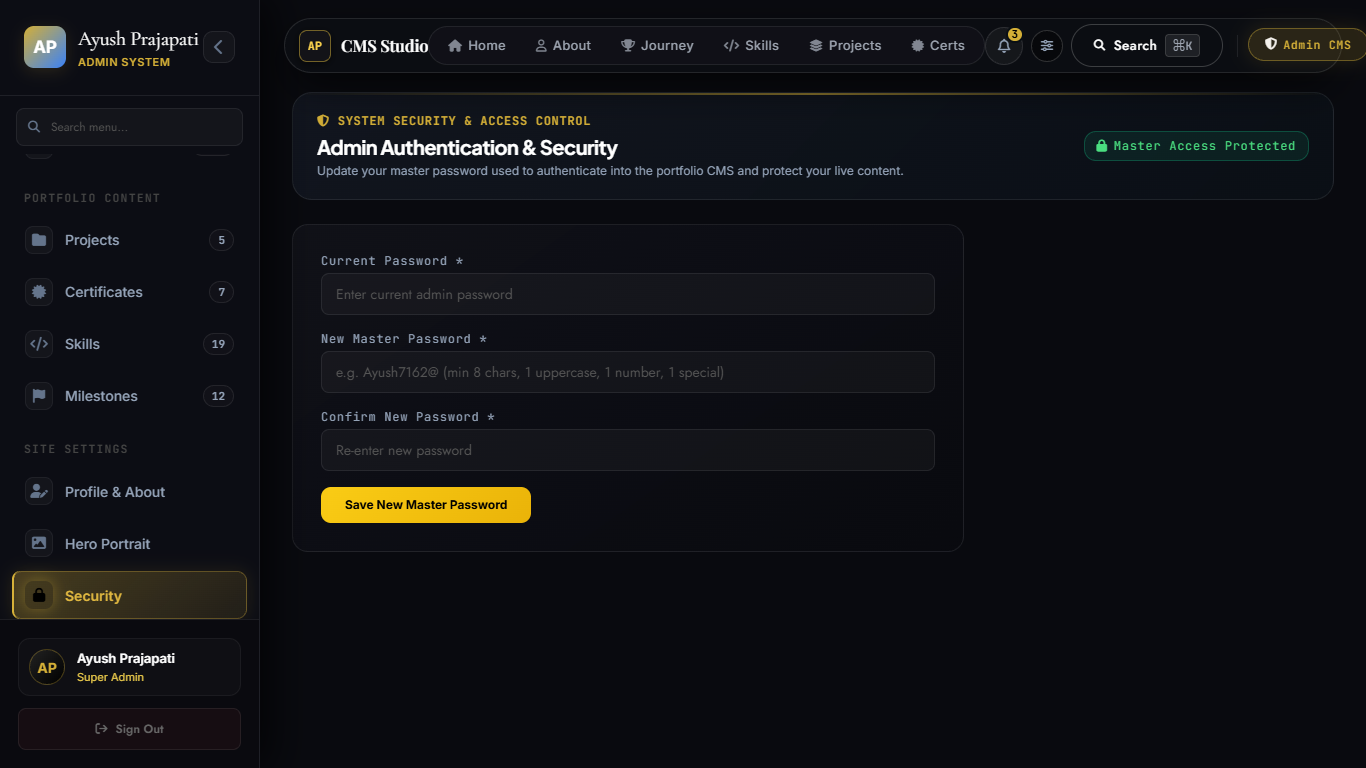 AP
Ayush Prajapati
ADMIN SYSTEM
Search menu...
PORTFOLIO CONTENT
Projects 5
Certificates 7
Skills 19
Milestones 12
SITE SETTINGS
Profile & About
Hero Portrait
Security
AP
Ayush Prajapati
Super Admin
Sign Out
AP CMS Studio Home About Journey Skills Projects Certs 3 Search ⌘K Admin CMS
SYSTEM SECURITY & ACCESS CONTROL
Admin Authentication & Security
Update your master password used to authenticate into the portfolio CMS and protect your live content.
Master Access Protected
Current Password *
Enter current admin password
New Master Password *
e.g. Ayush7162@ (min 8 chars, 1 uppercase, 1 number, 1 special)
Confirm New Password *
Re-enter new password
Save New Master Password